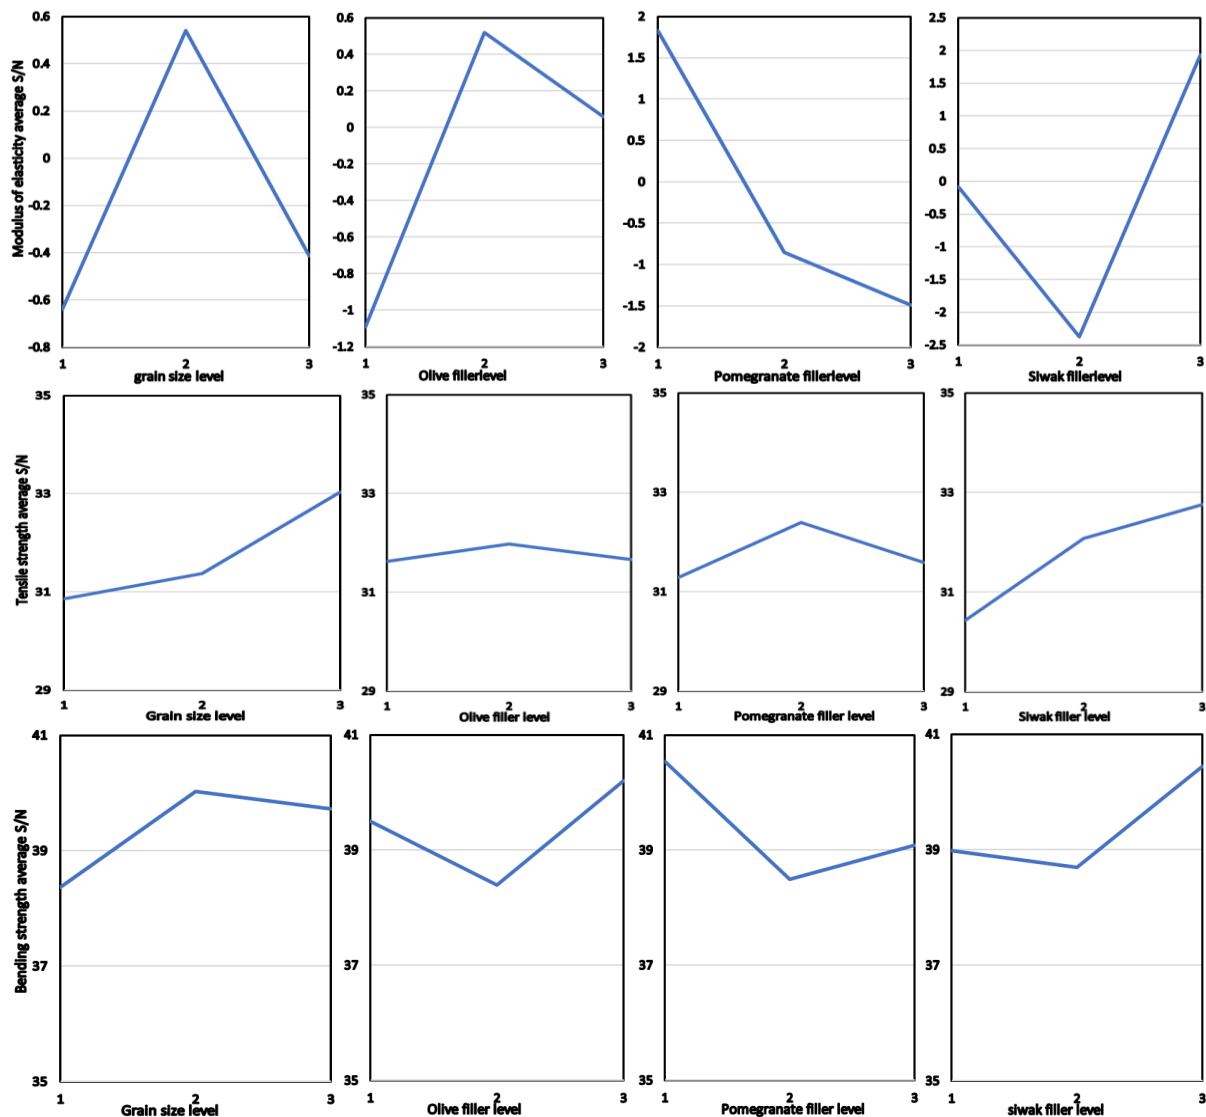 Modulus of elasticity average S/N
0.6
0.4
0.2
0
-0.2
-0.4
-0.6
-0.8
1 2 3
grain size level
0.6
0.4
0.2
0
-0.2
-0.4
-0.6
-0.8
-1
-1.2
1 2 3
Olive fillerlevel
2
1.5
1
0.5
0
-0.5
-1
-1.5
-2
1 2 3
Pomegranate fillerlevel
2.5
2
1.5
1
0.5
0
-0.5
-1
-1.5
-2
-2.5
1 2 3
Siwak fillerlevel
Tensile strength average S/N
35
33
31
29
1 2 3
Grain size level
35
33
31
29
1 2 3
Olive filler level
35
33
31
29
1 2 3
Pomegranate filler level
35
33
31
29
1 2 3
Siwak filler level
Bending strength average S/N
41
39
37
35
1 2 3
Grain size level
41
39
37
35
1 2 3
Olive filler level
41
39
37
35
1 2 3
Pomegranate filler level
41
39
37
35
1 2 3
siwak filler level